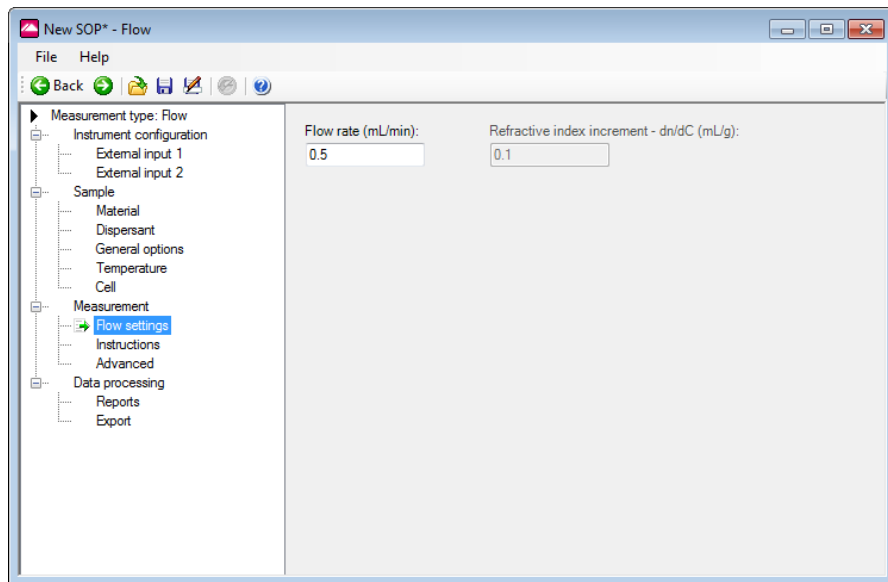 New SOP* - Flow
File Help
Back
Measurement type: Flow
Instrument configuration
External input 1
External input 2
Sample
Material
Dispersant
General options
Temperature
Cell
Measurement
Flow settings
Instructions
Advanced
Data processing
Reports
Export
Flow rate (mL/min): Refractive index increment - dn/dC (mL/g):
0.5 0.1